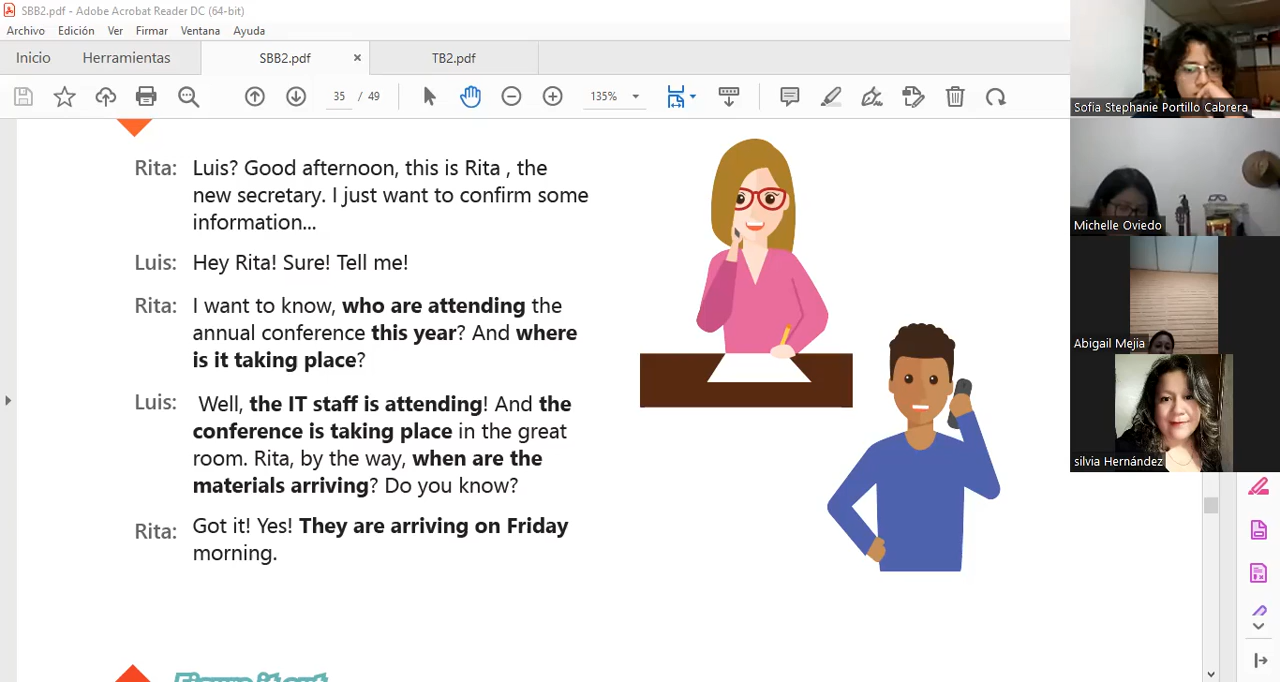 SBB2.pdf - Adobe Acrobat Reader DC (64-bit)
Archivo Edición Ver Firmar Ventana Ayuda
Inicio Herramientas SBB2.pdf × TB2.pdf
35 / 49 135%
Rita: Luis? Good afternoon, this is Rita , the
new secretary. I just want to confirm some
information...
Luis: Hey Rita! Sure! Tell me!
Rita: I want to know, who are attending the
annual conference this year? And where
is it taking place?
Luis: Well, the IT staff is attending! And the
conference is taking place in the great
room. Rita, by the way, when are the
materials arriving? Do you know?
Rita: Got it! Yes! They are arriving on Friday
morning.
Figure it out
Sofia Stephanie Portillo Cabrera
Michelle Oviedo
Abigail Mejía
silvia Hernández